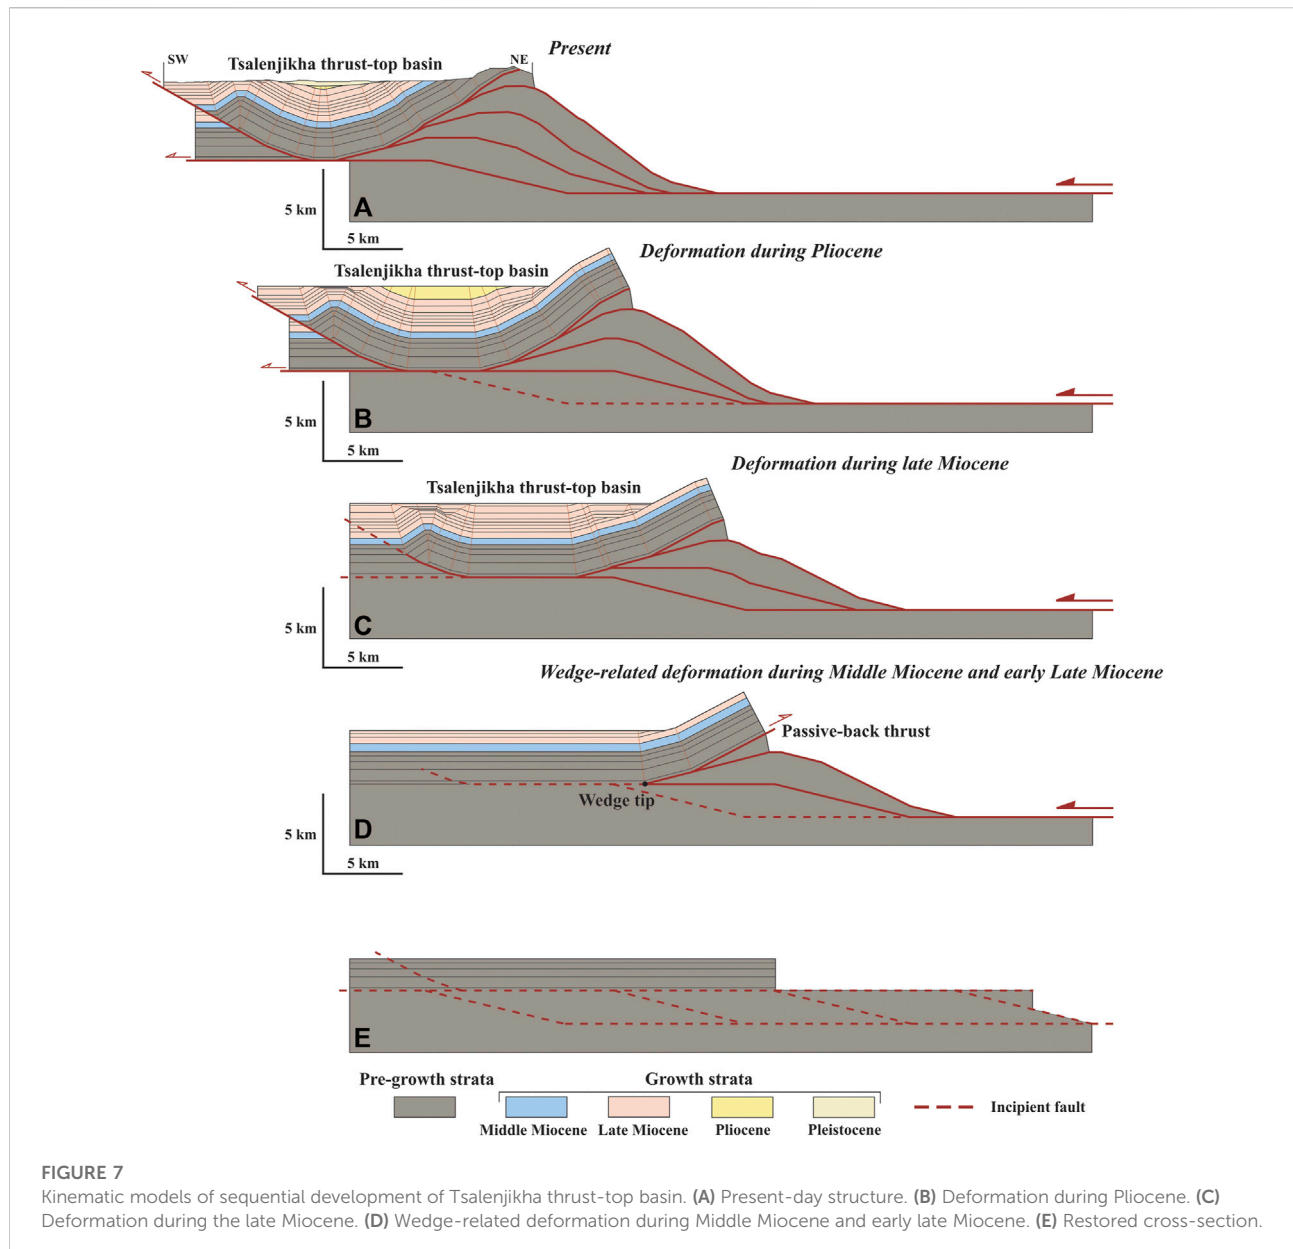 Present
SW
Tsalenjikha thrust-top basin
NE
5 km
A
5 km
Deformation during Pliocene
Tsalenjikha thrust-top basin
5 km
B
5 km
Deformation during late Miocene
Tsalenjikha thrust-top basin
5 km
C
5 km
Wedge-related deformation during Middle Miocene and early Late Miocene
Passive-back thrust
Wedge tip
5 km
D
5 km
E
Pre-growth strata
Growth strata
Incipient fault
Middle Miocene
Late Miocene
Pliocene
Pleistocene
FIGURE 7
Kinematic models of sequential development of Tsalenjikha thrust-top basin. (A) Present-day structure. (B) Deformation during Pliocene. (C)
Deformation during the late Miocene. (D) Wedge-related deformation during Middle Miocene and early late Miocene. (E) Restored cross-section.